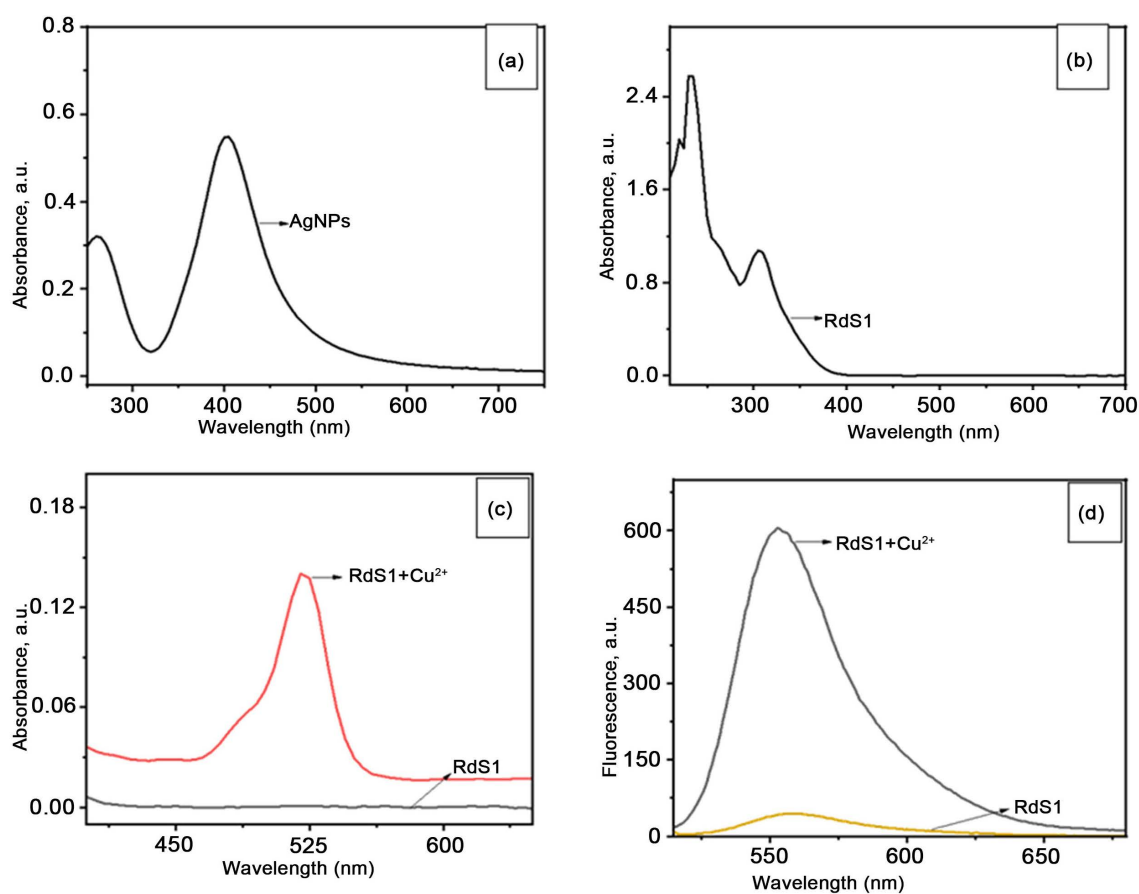 (a)
0.8
0.6
0.4
0.2
0.0
Absorbance, a.u.
AgNPs
300 400 500 600 700
Wavelength (nm)
(b)
2.4
1.6
0.8
0.0
Absorbance, a.u.
RdS1
300 400 500 600 700
Wavelength (nm)
(c)
0.18
0.12
0.06
0.00
Absorbance, a.u.
RdS1+Cu²⁺
RdS1
450 525 600
Wavelength (nm)
(d)
600
450
300
150
0
Fluorescence, a.u.
RdS1+Cu²⁺
RdS1
550 600 650
Wavelength (nm)